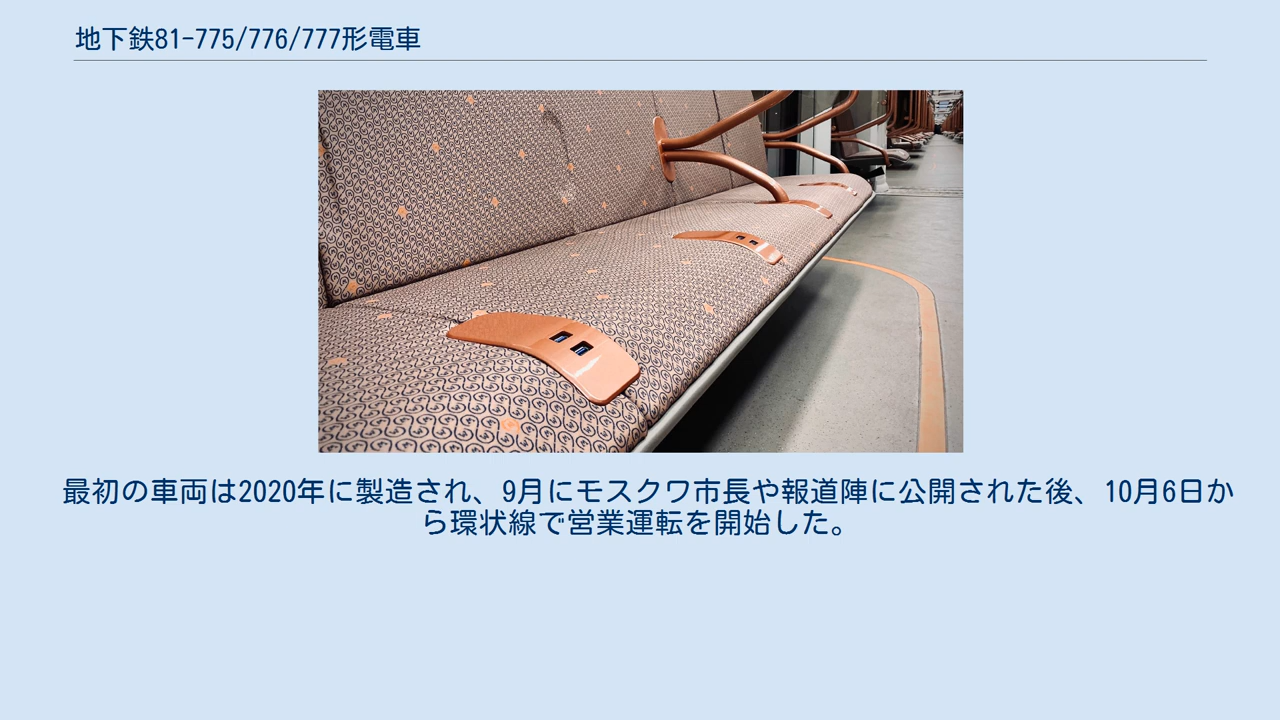 地下鉄81-775/776/777形電車
最初の車両は2020年に製造され、9月にモスクワ市長や報道陣に公開された後、10月6日か
ら環状線で営業運転を開始した。